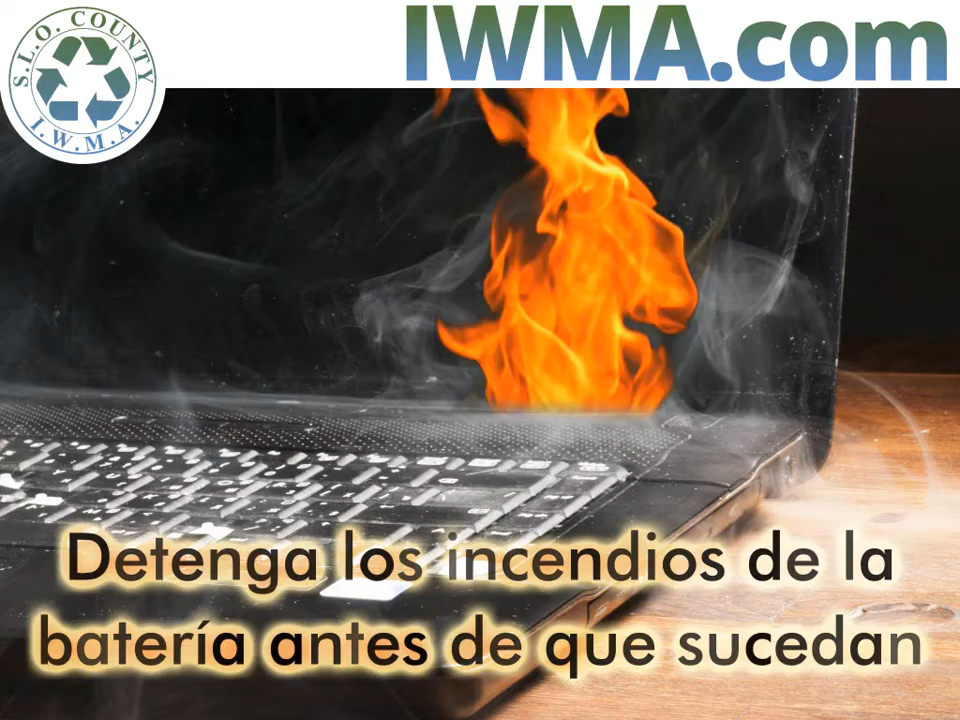 S.L.O. COUNTY
I.W.M.A.
IWMA.com
Detenga los incendios de la
batería antes de que sucedan